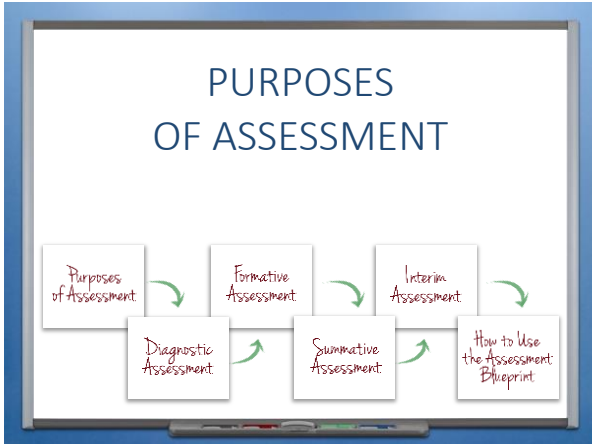 PURPOSES
OF ASSESSMENT
Purposes
of Assessment
Diagnostic
Assessment
Formative
Assessment
Summative
Assessment
Interim
Assessment
How to Use
the Assessment
Blueprint